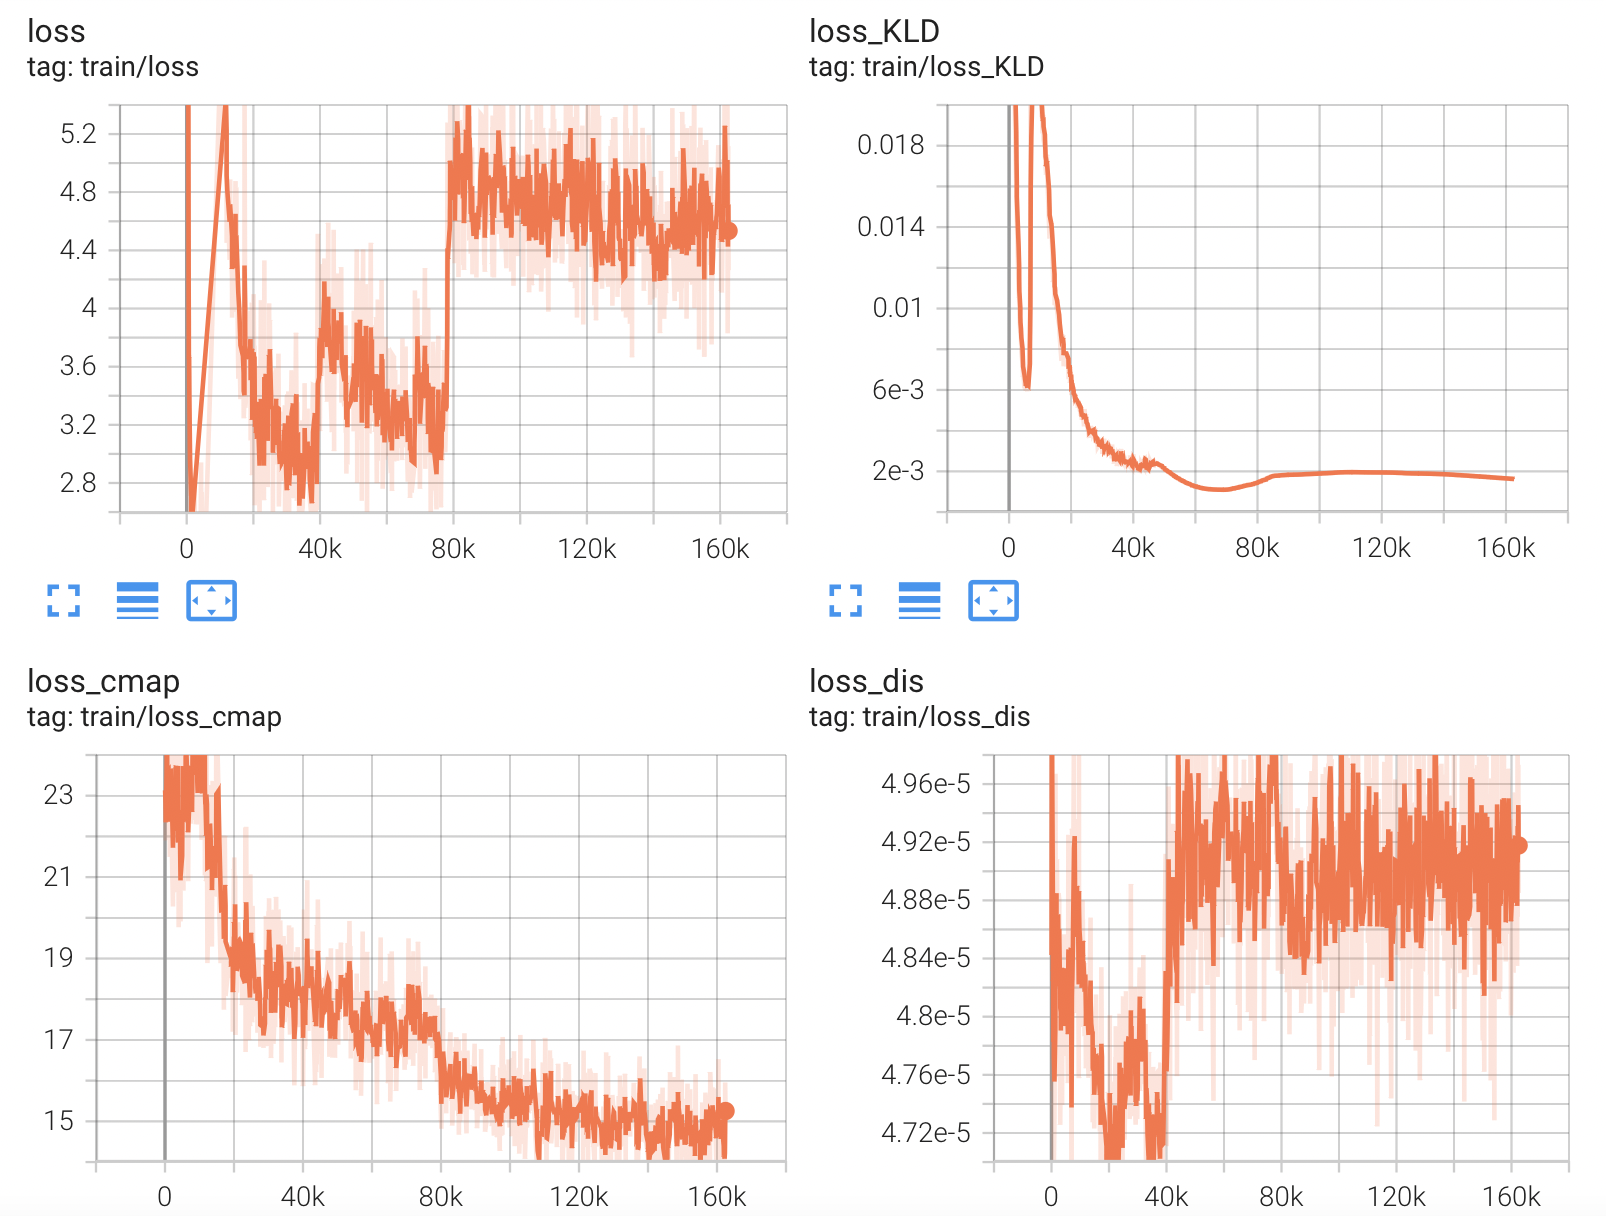 loss
tag: train/loss
5.2
4.8
4.4
4
3.6
3.2
2.8
0 40k 80k 120k 160k
loss_KLD
tag: train/loss_KLD
0.018
0.014
0.01
6e-3
2e-3
0 40k 80k 120k 160k
loss_cmap
tag: train/loss_cmap
23
21
19
17
15
0 40k 80k 120k 160k
loss_dis
tag: train/loss_dis
4.96e-5
4.92e-5
4.88e-5
4.84e-5
4.8e-5
4.76e-5
4.72e-5
0 40k 80k 120k 160k